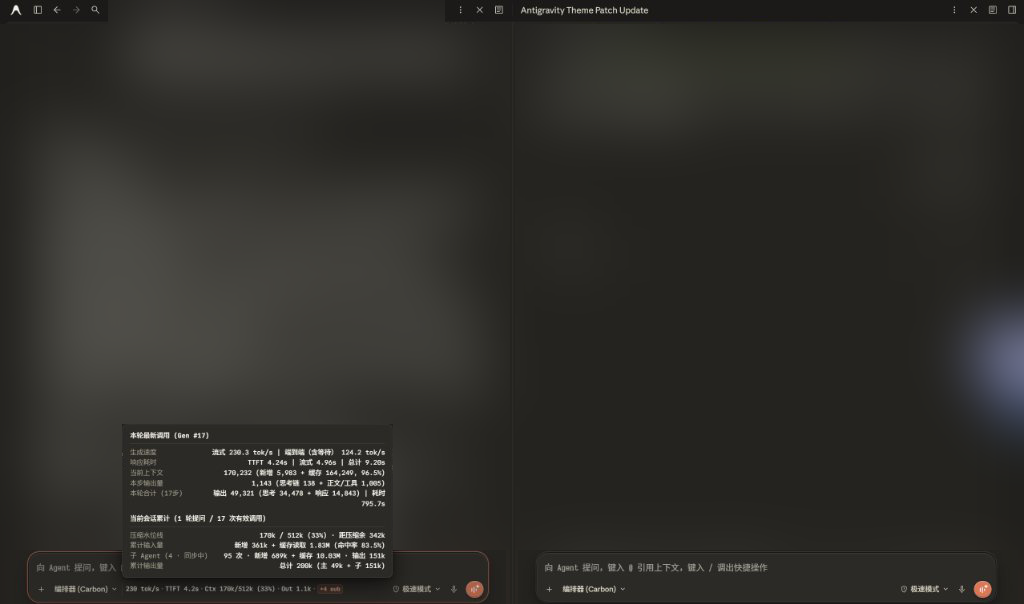 Antigravity Theme Patch Update
本轮最新调用 (Gen #17)
生成速度 流式 230.3 tok/s | 端到端 (含等待) 124.2 tok/s
响应耗时 TTFT 4.24s | 流式 4.96s | 总计 9.20s
当前上下文 170,232 (新增 5,983 + 缓存 164,249, 96.5%)
本步输出量 1,143 (思考链 138 + 正文/工具 1,005)
本轮合计 (17步) 输出 49,321 (思考 34,478 + 响应 14,843) | 耗时
795.7s
当前会话累计 (1 轮提问 / 17 次有效调用)
压缩水位线 170k / 512k (33%) · 距压缩余 342k
累计输入量 新增 361k + 缓存读取 1.83M (命中率 83.5%)
子 Agent (4 · 同步中) 95 次 · 新增 689k + 缓存 10.03M · 输出 151k
累计输出量 总计 200k (主 49k + 子 151k)
向 Agent 提问, 键入
编排器 (Carbon) 230 tok/s · TTFT 4.2s · Ctx 170k/512k (33%) · Out 1.1k · +4 sub 极速模式
向 Agent 提问, 键入 @ 引用上下文, 键入 / 调出快捷操作
编排器 (Carbon) 极速模式